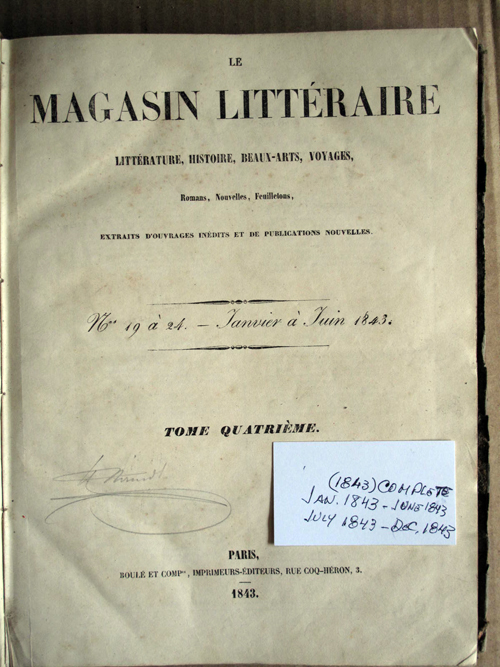 LE
MAGASIN LITTÉRAIRE
LITTÉRATURE, HISTOIRE, BEAUX-ARTS, VOYAGES,
Romans, Nouvelles, Feuilletons,
EXTRAITS D'OUVRAGES INÉDITS ET DE PUBLICATIONS NOUVELLES.
Nos 19 à 24. — Janvier à Juin 1843.
TOME QUATRIÈME.
(1843) COMPLETE
JAN. 1843 - JUNE 1843
JULY 1843 - DEC, 1843
PARIS,
BOULÉ ET COMPie, IMPRIMEURS-ÉDITEURS, RUE COQ-HÉRON, 3.
1843.